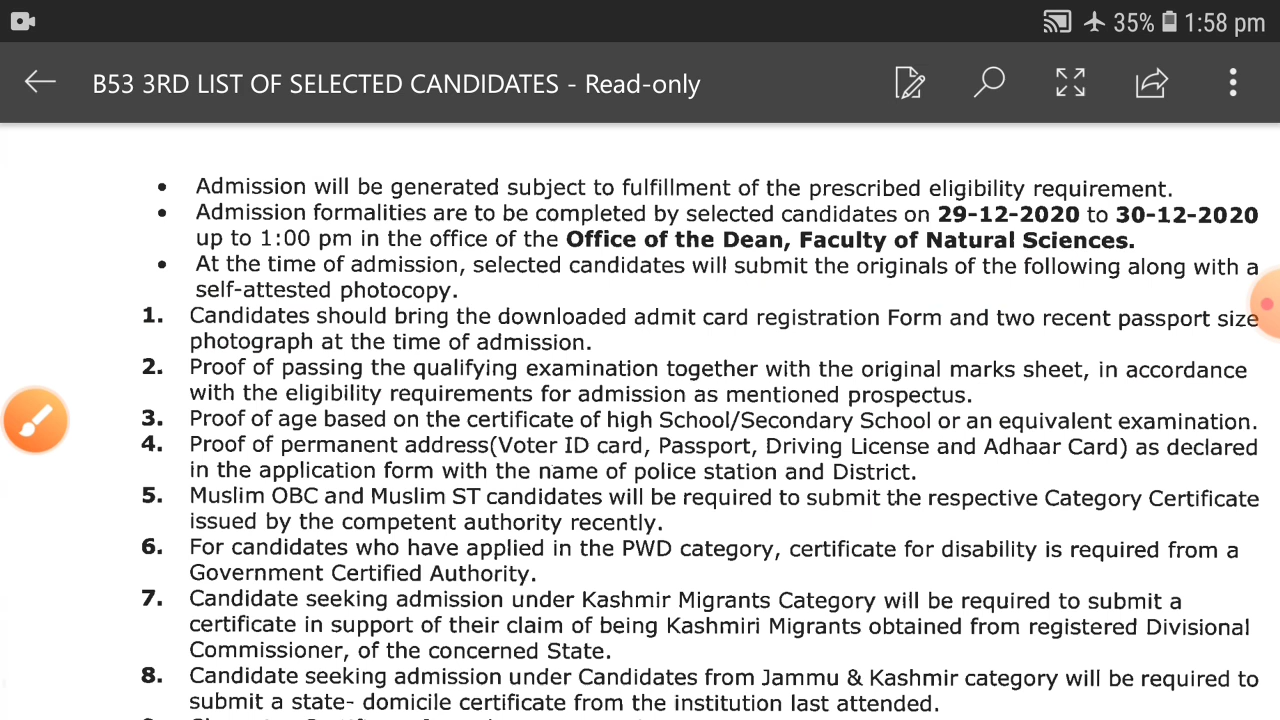 35% 1:58 pm
B53 3RD LIST OF SELECTED CANDIDATES - Read-only
• Admission will be generated subject to fulfillment of the prescribed eligibility requirement.
• Admission formalities are to be completed by selected candidates on 29-12-2020 to 30-12-2020
up to 1:00 pm in the office of the Office of the Dean, Faculty of Natural Sciences.
• At the time of admission, selected candidates will submit the originals of the following along with a
self-attested photocopy.
1. Candidates should bring the downloaded admit card registration Form and two recent passport size
photograph at the time of admission.
2. Proof of passing the qualifying examination together with the original marks sheet, in accordance
with the eligibility requirements for admission as mentioned prospectus.
3. Proof of age based on the certificate of high School/Secondary School or an equivalent examination.
4. Proof of permanent address(Voter ID card, Passport, Driving License and Adhaar Card) as declared
in the application form with the name of police station and District.
5. Muslim OBC and Muslim ST candidates will be required to submit the respective Category Certificate
issued by the competent authority recently.
6. For candidates who have applied in the PWD category, certificate for disability is required from a
Government Certified Authority.
7. Candidate seeking admission under Kashmir Migrants Category will be required to submit a
certificate in support of their claim of being Kashmiri Migrants obtained from registered Divisional
Commissioner, of the concerned State.
8. Candidate seeking admission under Candidates from Jammu & Kashmir category will be required to
submit a state- domicile certificate from the institution last attended.